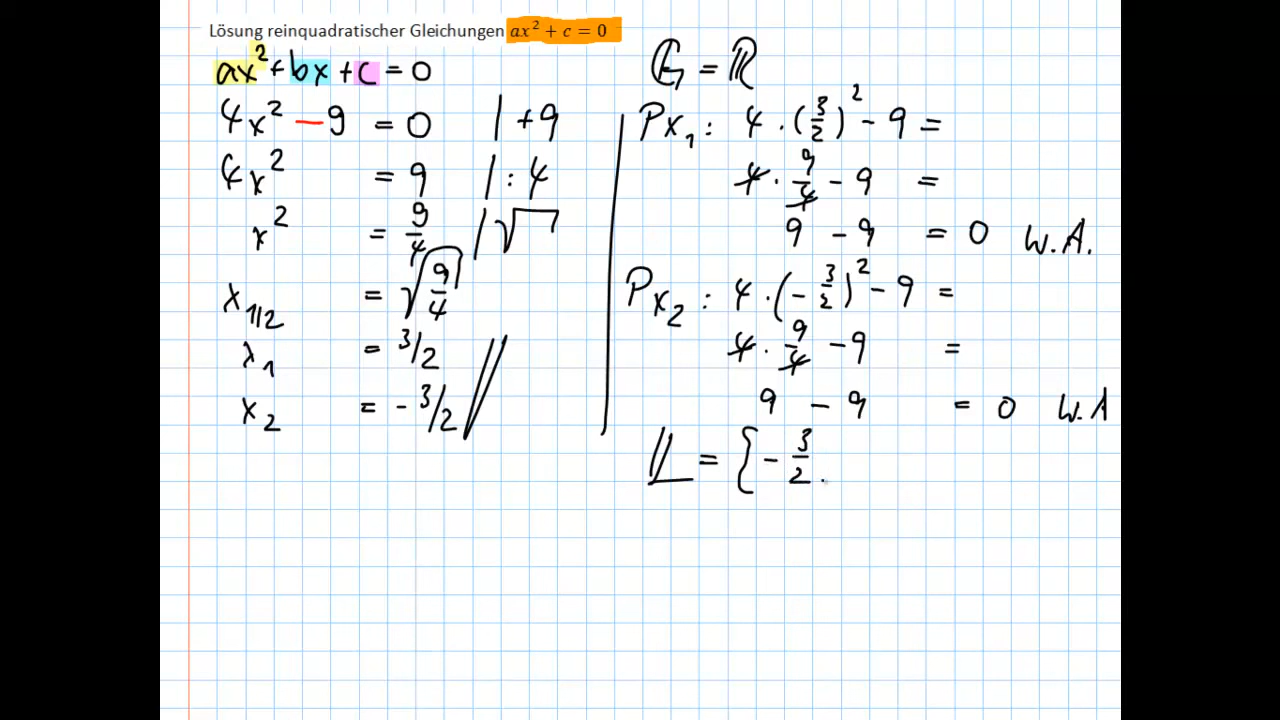 Lösung reinquadratischer Gleichungen ax² + c = 0
ax² + bx + c = 0
4x² - 9 = 0 | +9
4x² = 9 | : 4
x² = 9/4 | √
x₁/₂ = √(9/4)
x₁ = 3/2
x₂ = - 3/2
𝔾 = ℝ
Px₁ : 4 · (3/2)² - 9 =
4 · 9/4 - 9 =
9 - 9 = 0 W.A.
Px₂ : 4 · (- 3/2)² - 9 =
4 · 9/4 - 9 =
9 - 9 = 0 W.A
𝕃 = { - 3/2